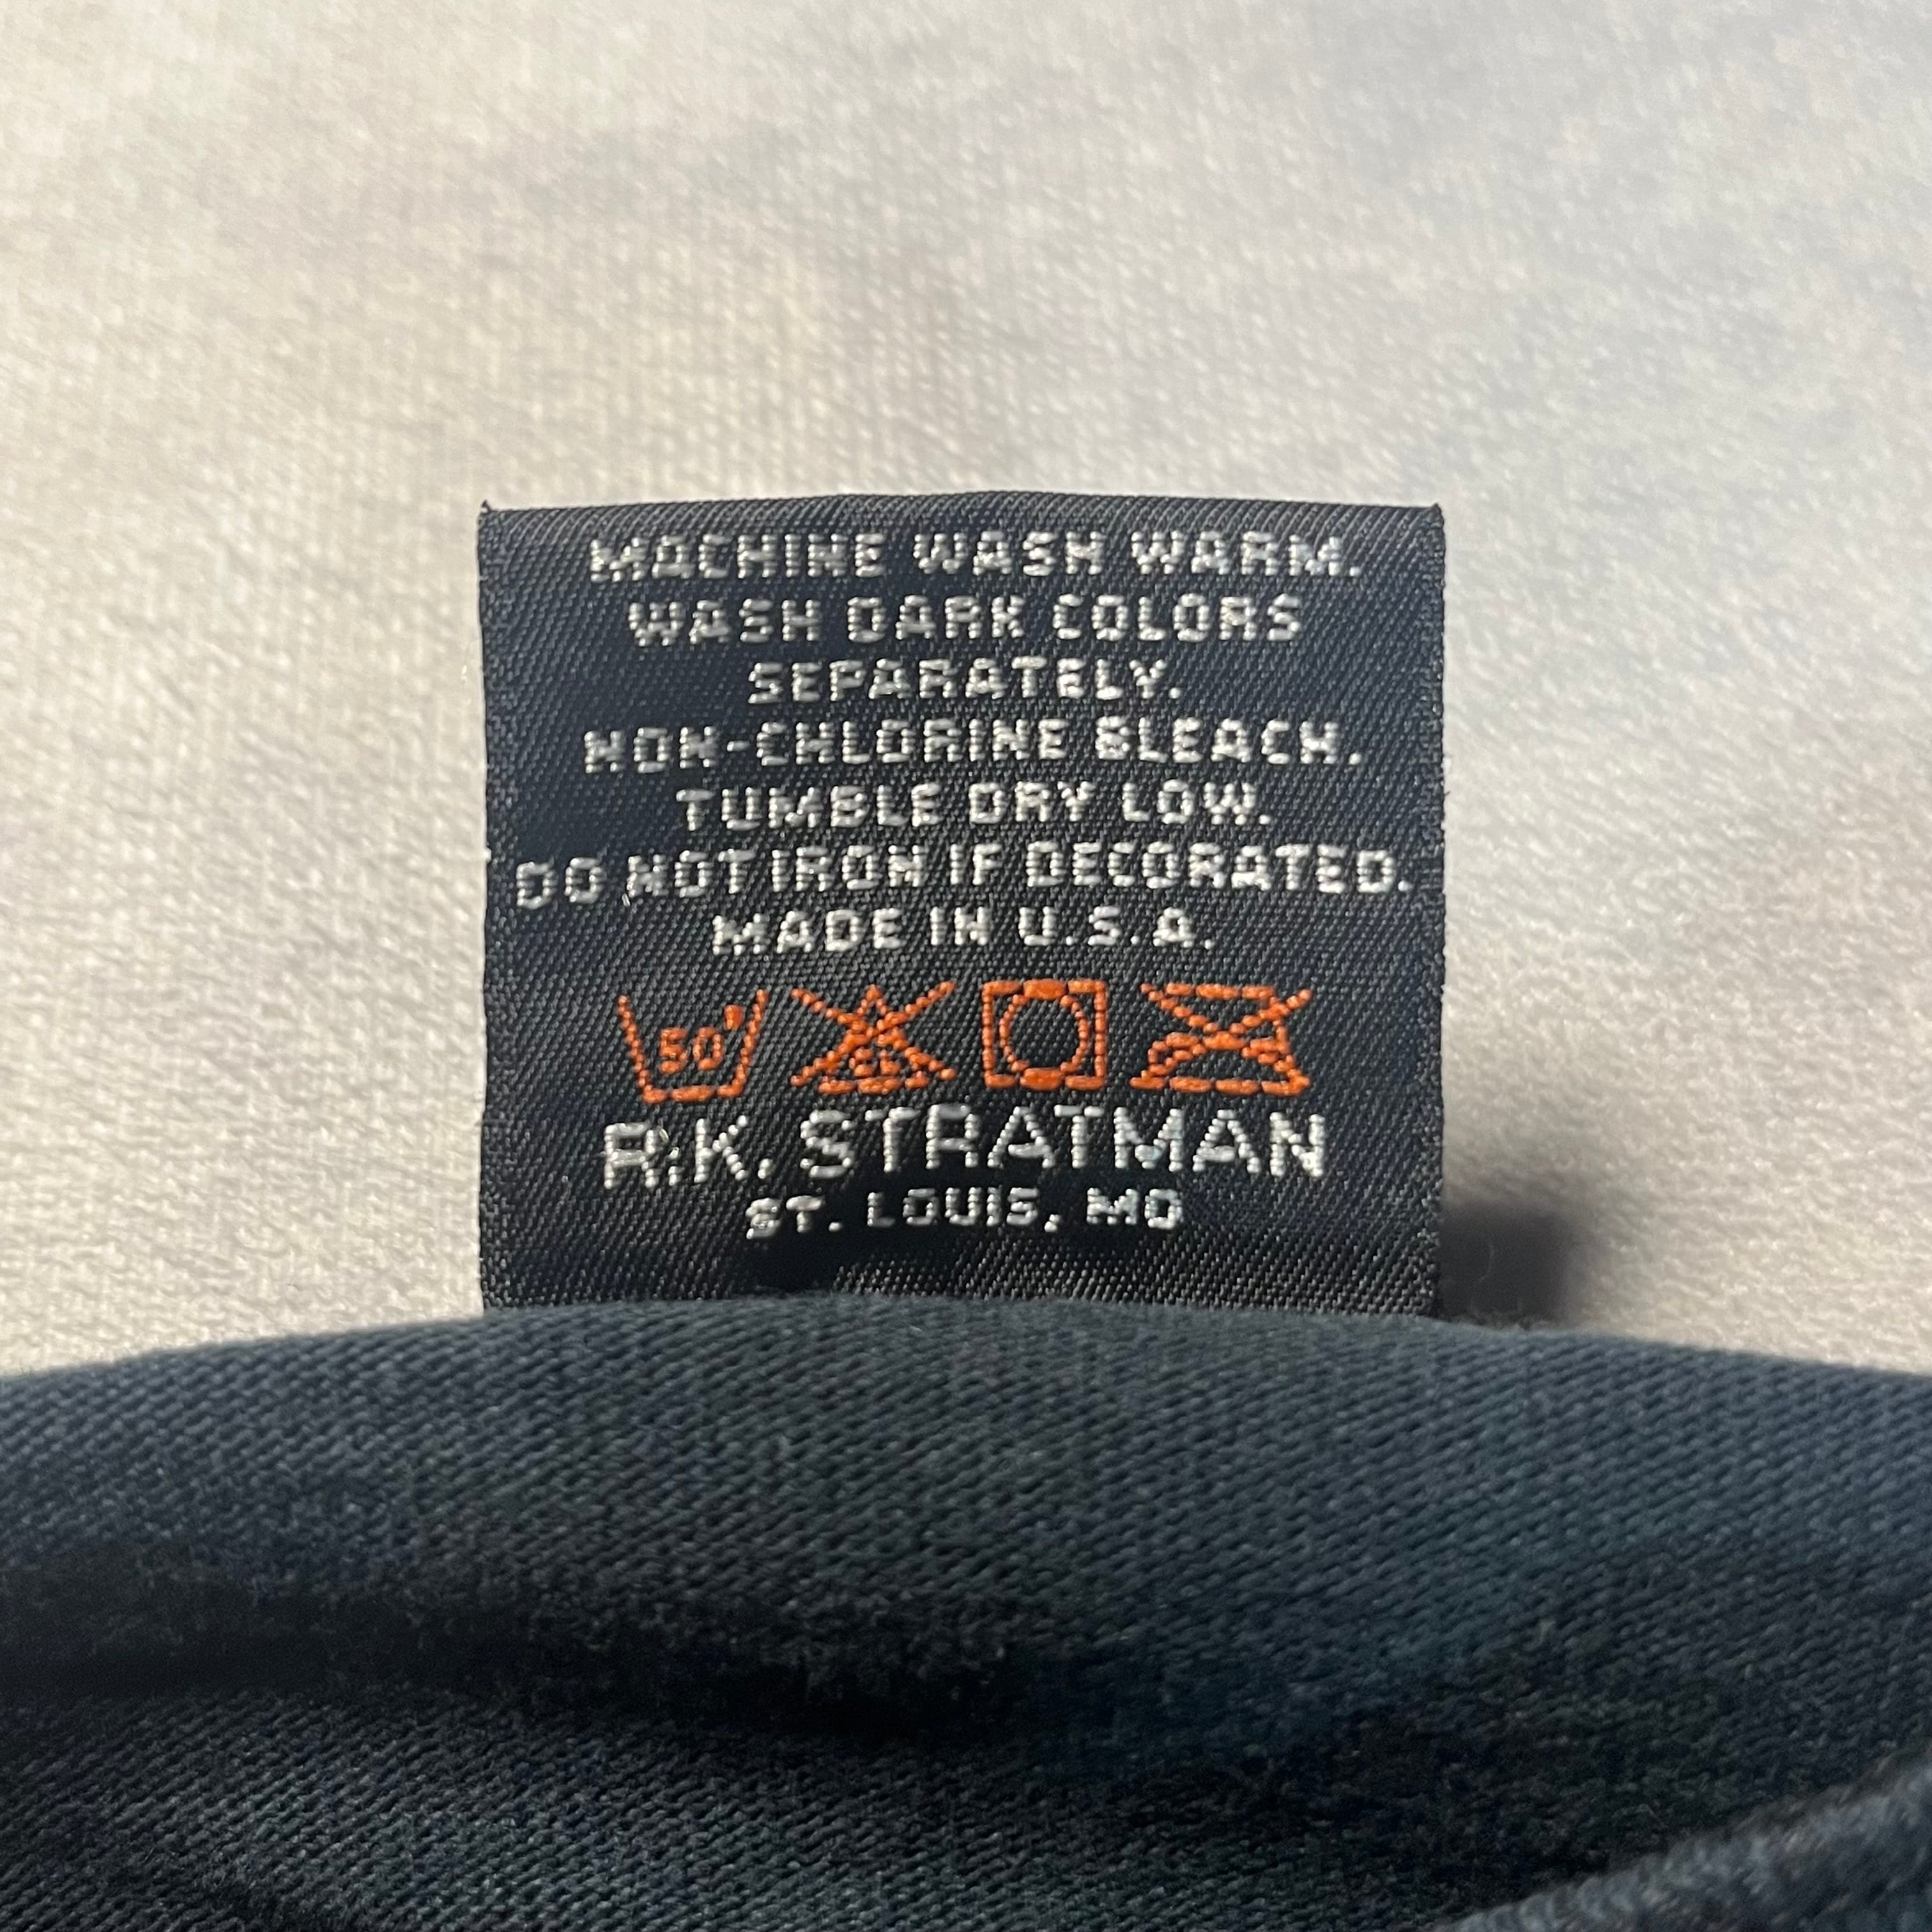 MACHINE WASH WARM.
WASH DARK COLORS
SEPARATELY.
NON-CHLORINE BLEACH.
TUMBLE DRY LOW.
DO NOT IRON IF DECORATED.
MADE IN U.S.A.
50° CL
R.K. STRATMAN
ST. LOUIS, MO